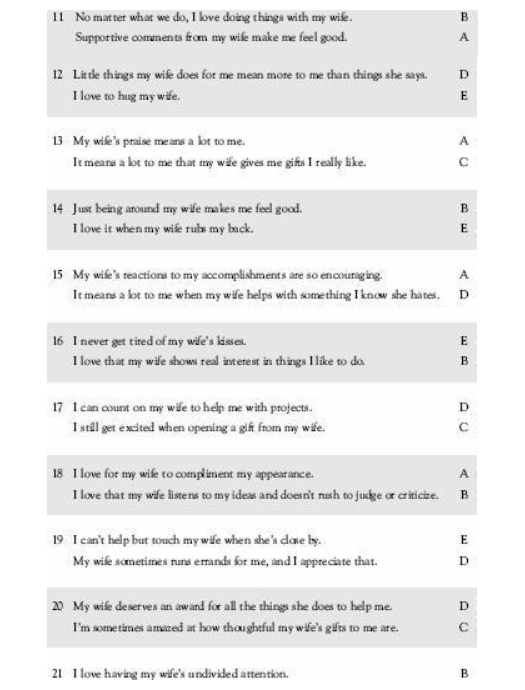 11 No matter what we do, I love doing things with my wife. B
Supportive comments from my wife make me feel good. A
12 Little things my wife does for me mean more to me than things she says. D
I love to hug my wife. E
13 My wife's praise means a lot to me. A
It means a lot to me that my wife gives me gifts I really like. C
14 Just being around my wife makes me feel good. B
I love it when my wife rubs my back. E
15 My wife's reactions to my accomplishments are so encouraging. A
It means a lot to me when my wife helps with something I know she hates. D
16 I never get tired of my wife's kisses. E
I love that my wife shows real interest in things I like to do. B
17 I can count on my wife to help me with projects. D
I still get excited when opening a gift from my wife. C
18 I love for my wife to compliment my appearance. A
I love that my wife listens to my ideas and doesn't rush to judge or criticize. B
19 I can't help but touch my wife when she's close by. E
My wife sometimes runs errands for me, and I appreciate that. D
20 My wife deserves an award for all the things she does to help me. D
I'm sometimes amazed at how thoughtful my wife's gifts to me are. C
21 I love having my wife's undivided attention. B